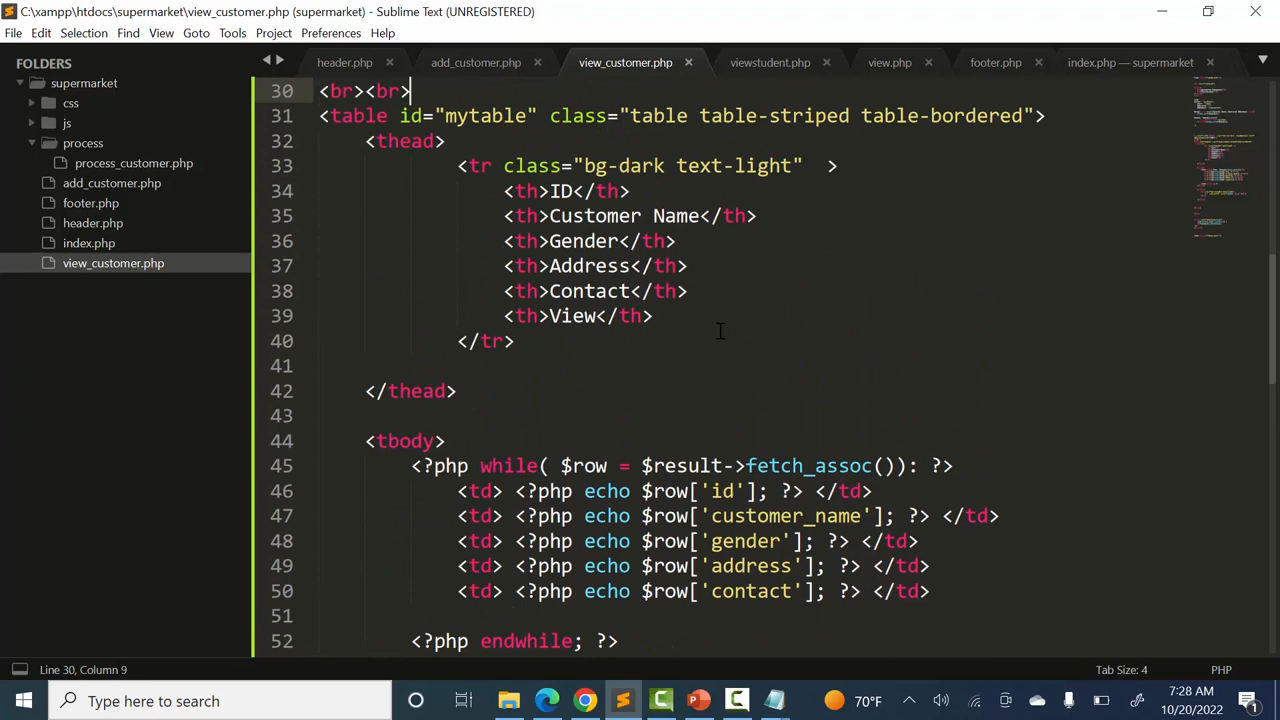 C:\xampp\htdocs\supermarket\view_customer.php (supermarket) - Sublime Text (UNREGISTERED)
File Edit Selection Find View Goto Tools Project Preferences Help
FOLDERS
supermarket
css
js
process
process_customer.php
add_customer.php
footer.php
header.php
index.php
view_customer.php
header.php add_customer.php view_customer.php viewstudent.php view.php footer.php index.php — supermarket
30 <br><br>
31 <table id="mytable" class="table table-striped table-bordered">
32 <thead>
33 <tr class="bg-dark text-light" >
34 <th>ID</th>
35 <th>Customer Name</th>
36 <th>Gender</th>
37 <th>Address</th>
38 <th>Contact</th>
39 <th>View</th>
40 </tr>
41
42 </thead>
43
44 <tbody>
45 <?php while( $row = $result->fetch_assoc()): ?>
46 <td> <?php echo $row['id']; ?> </td>
47 <td> <?php echo $row['customer_name']; ?> </td>
48 <td> <?php echo $row['gender']; ?> </td>
49 <td> <?php echo $row['address']; ?> </td>
50 <td> <?php echo $row['contact']; ?> </td>
51
52 <?php endwhile; ?>
Line 30, Column 9 Tab Size: 4 PHP
Type here to search 70°F 7:28 AM
10/20/2022